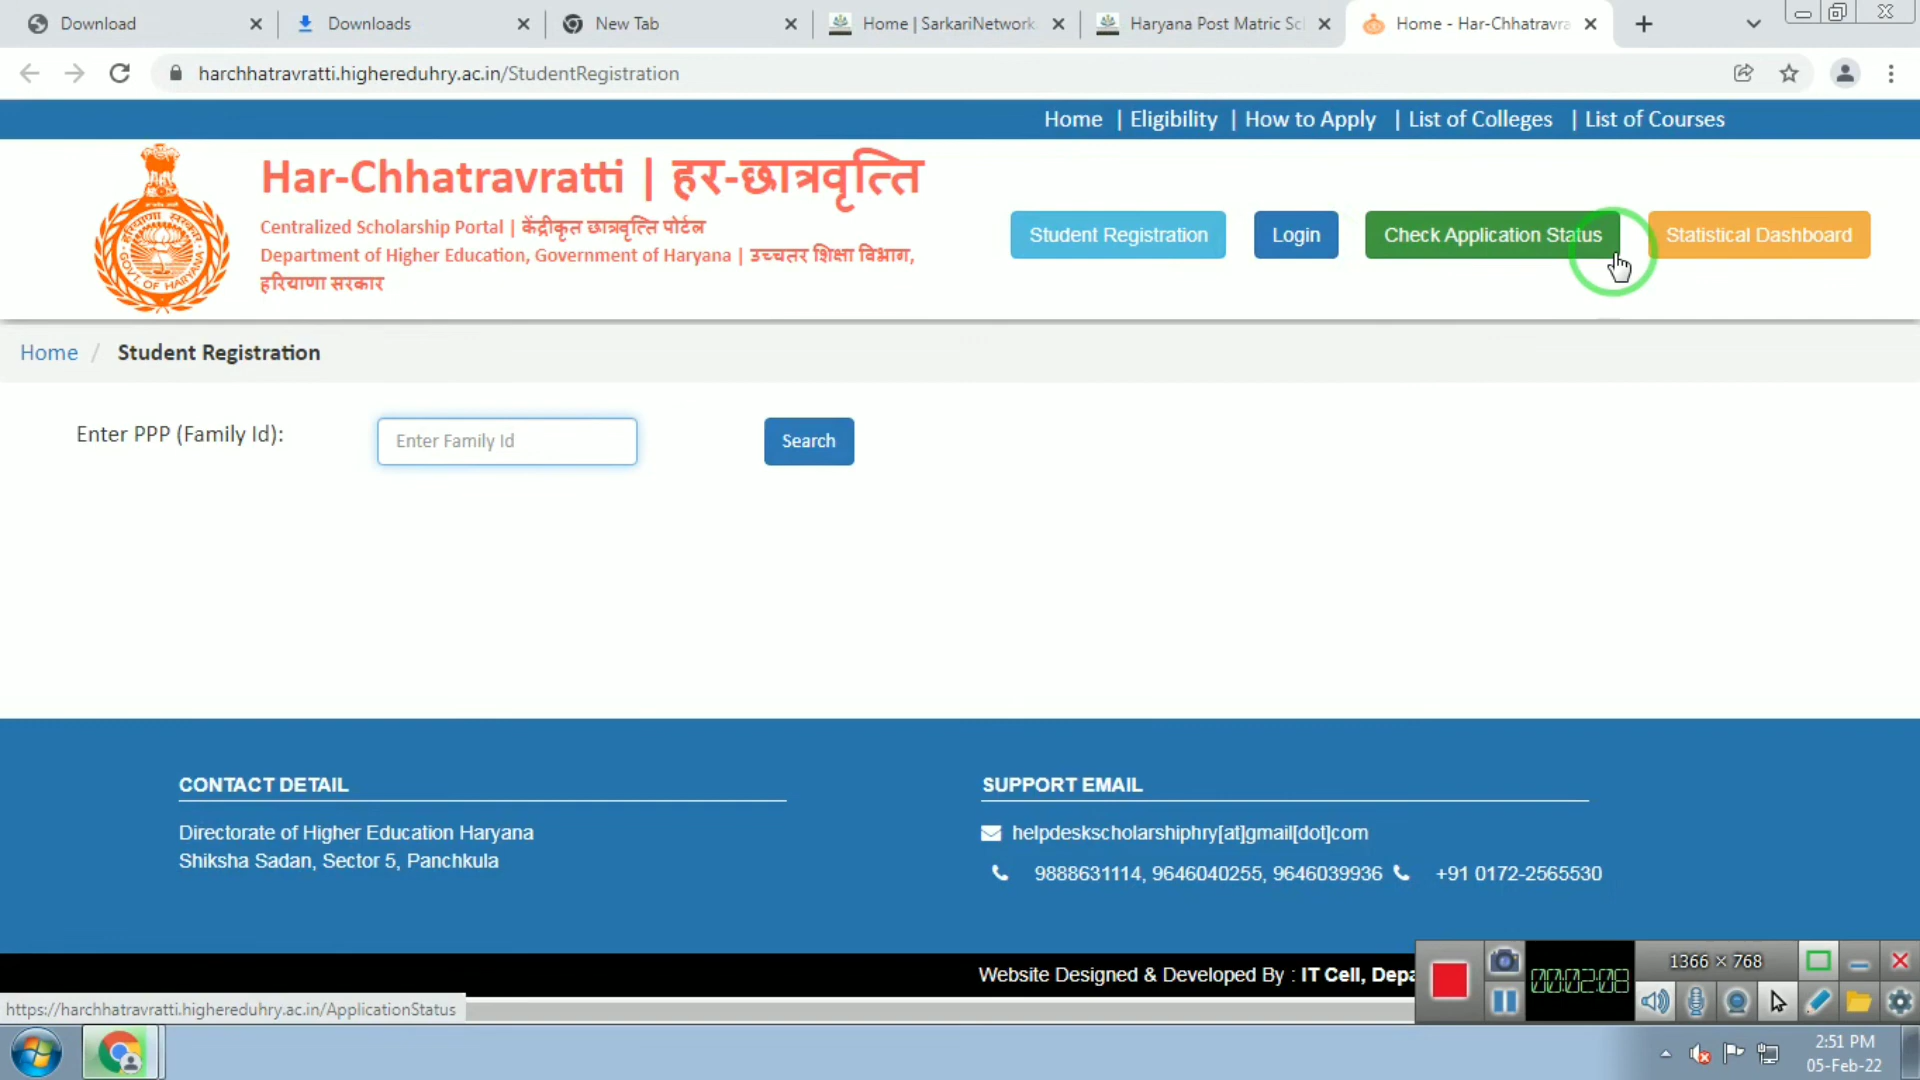 Download
Downloads
New Tab
Home | SarkariNetwork
Haryana Post Matric Sc
Home - Har-Chhatravra
harchhatravratti.highereduhry.ac.in/StudentRegistration
Home | Eligibility | How to Apply | List of Colleges | List of Courses
Har-Chhatravratti | हर-छात्रवृत्ति
Centralized Scholarship Portal | केंद्रीकृत छात्रवृत्ति पोर्टल
Department of Higher Education, Government of Haryana | उच्चतर शिक्षा विभाग,
हरियाणा सरकार
Student Registration
Login
Check Application Status
Statistical Dashboard
Home / Student Registration
Enter PPP (Family Id):
Enter Family Id
Search
CONTACT DETAIL
Directorate of Higher Education Haryana
Shiksha Sadan, Sector 5, Panchkula
SUPPORT EMAIL
helpdeskscholarshiphry[at]gmail[dot]com
9888631114, 9646040255, 9646039936
+91 0172-2565530
Website Designed & Developed By : IT Cell, Depa
https://harchhatravratti.highereduhry.ac.in/ApplicationStatus
00:02:08
1366 × 768
2:51 PM
05-Feb-22